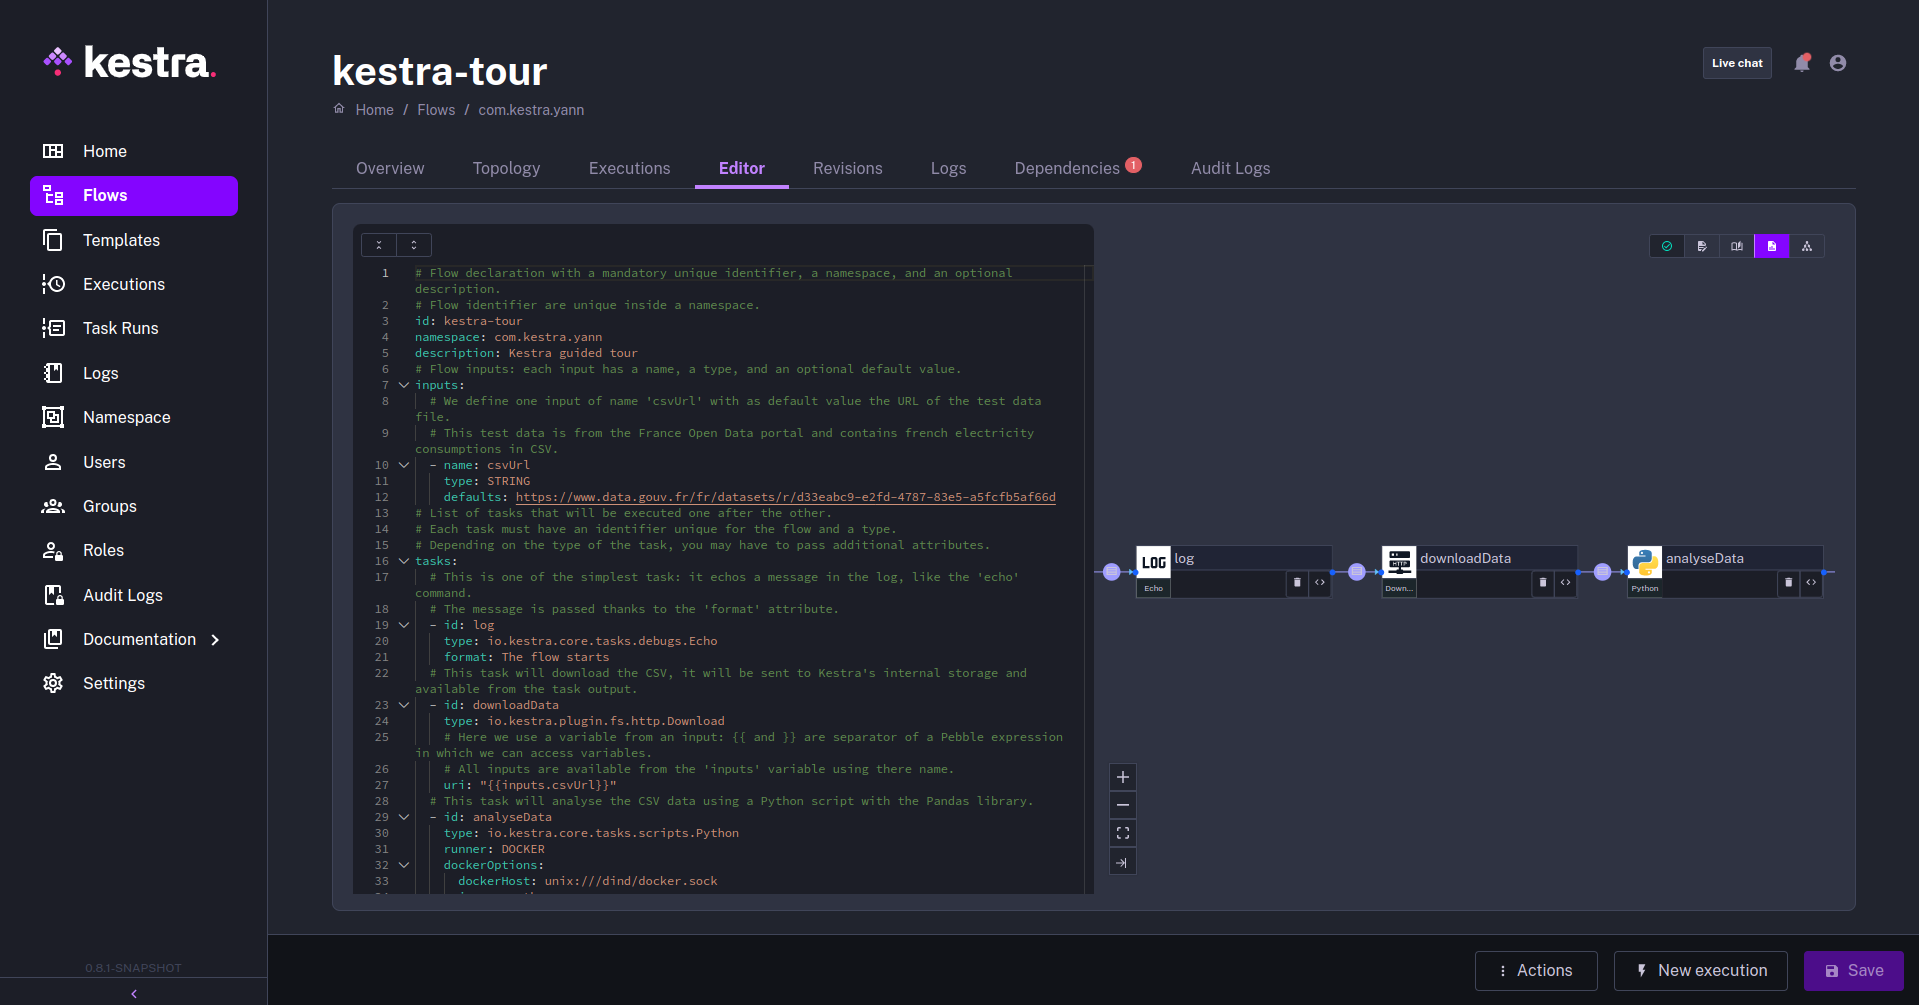 kestra.
Home
Flows
Templates
Executions
Task Runs
Logs
Namespace
Users
Groups
Roles
Audit Logs
Documentation
Settings
0.8.1-SNAPSHOT
kestra-tour
Home / Flows / com.kestra.yann
Live chat
Overview Topology Executions Editor Revisions Logs Dependencies 1 Audit Logs
1 # Flow declaration with a mandatory unique identifier, a namespace, and an optional
description.
2 # Flow identifier are unique inside a namespace.
3 id: kestra-tour
4 namespace: com.kestra.yann
5 description: Kestra guided tour
6 # Flow inputs: each input has a name, a type, and an optional default value.
7 inputs:
8 # We define one input of name 'csvUrl' with as default value the URL of the test data
file.
9 # This test data is from the France Open Data portal and contains french electricity
consumptions in CSV.
10 - name: csvUrl
11 type: STRING
12 defaults: https://www.data.gouv.fr/fr/datasets/r/d33eabc9-e2fd-4787-83e5-a5fcfb5af66d
13 # List of tasks that will be executed one after the other.
14 # Each task must have an identifier unique for the flow and a type.
15 # Depending on the type of the task, you may have to pass additional attributes.
16 tasks:
17 # This is one of the simplest task: it echos a message in the log, like the 'echo'
command.
18 # The message is passed thanks to the 'format' attribute.
19 - id: log
20 type: io.kestra.core.tasks.debugs.Echo
21 format: The flow starts
22 # This task will download the CSV, it will be sent to Kestra's internal storage and
available from the task output.
23 - id: downloadData
24 type: io.kestra.plugin.fs.http.Download
25 # Here we use a variable from an input: {{ and }} are separator of a Pebble expression
in which we can access variables.
26 # All inputs are available from the 'inputs' variable using there name.
27 uri: "{{inputs.csvUrl}}"
28 # This task will analyse the CSV data using a Python script with the Pandas library.
29 - id: analyseData
30 type: io.kestra.core.tasks.scripts.Python
31 runner: DOCKER
32 dockerOptions:
33 dockerHost: unix:///dind/docker.sock
LOG log
Echo
HTTP downloadData
Down...
analyseData
Python
Actions
New execution
Save